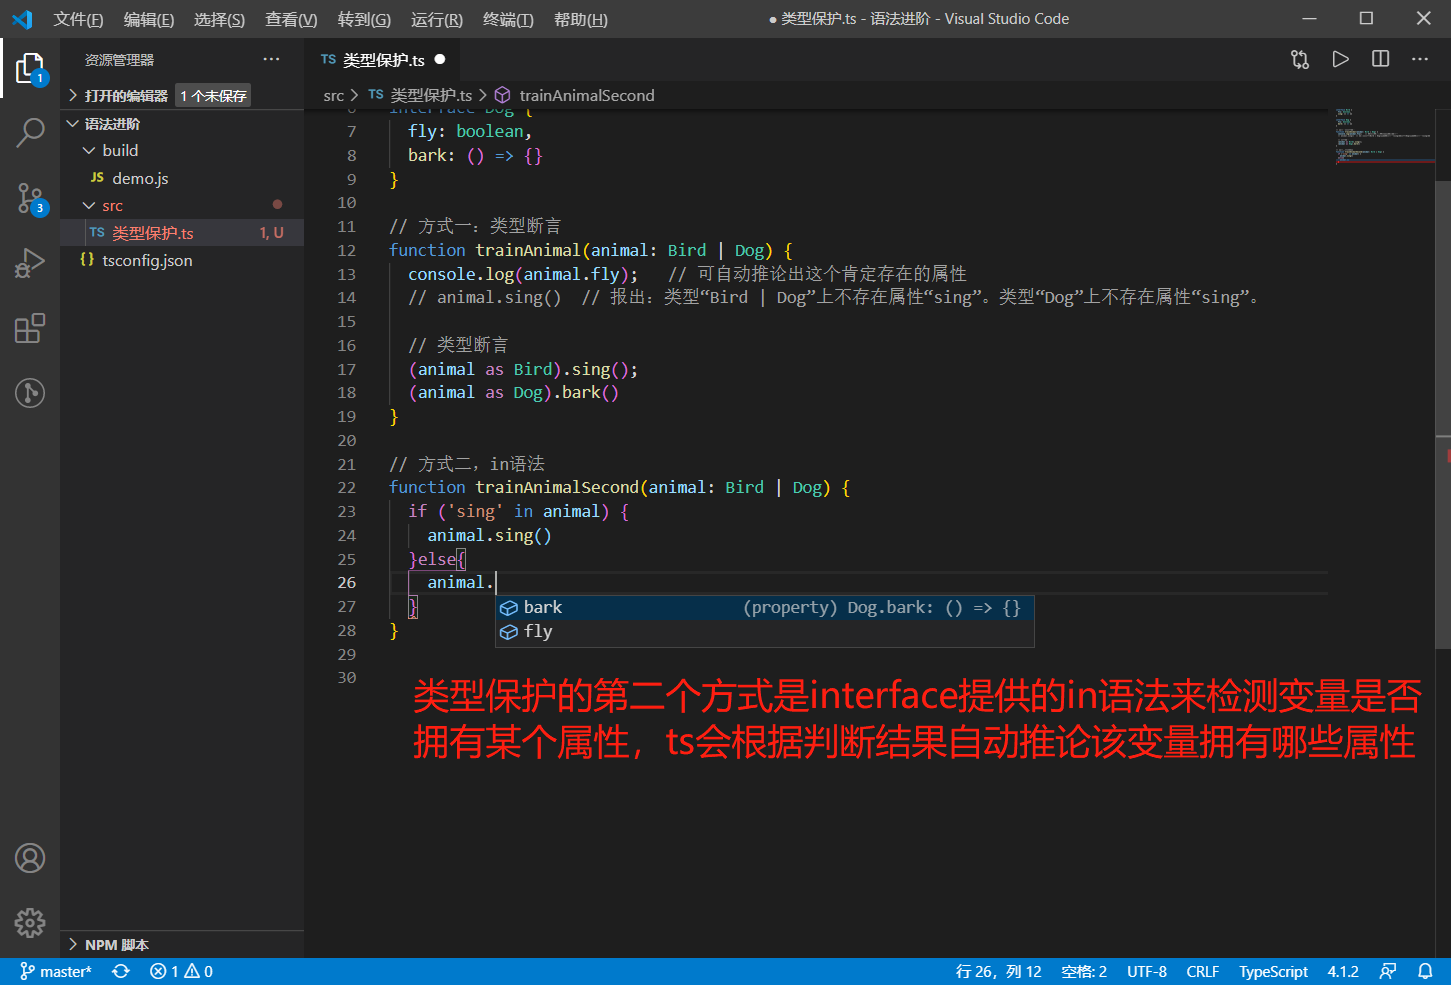 文件(F) 编辑(E) 选择(S) 查看(V) 转到(G) 运行(R) 终端(T) 帮助(H) ● 类型保护.ts - 语法进阶 - Visual Studio Code
资源管理器 ···
TS 类型保护.ts ●
打开的编辑器 1 个未保存
src > TS 类型保护.ts > trainAnimalSecond
语法进阶
build
JS demo.js
src
TS 类型保护.ts 1, U
{} tsconfig.json
NPM 脚本
1
3
6 interface Dog {
7 fly: boolean,
8 bark: () => {}
9 }
10
11 // 方式一：类型断言
12 function trainAnimal(animal: Bird | Dog) {
13 console.log(animal.fly); // 可自动推论出这个肯定存在的属性
14 // animal.sing() // 报出：类型“Bird | Dog”上不存在属性“sing”。类型“Dog”上不存在属性“sing”。
15
16 // 类型断言
17 (animal as Bird).sing();
18 (animal as Dog).bark()
19 }
20
21 // 方式二，in语法
22 function trainAnimalSecond(animal: Bird | Dog) {
23 if ('sing' in animal) {
24 animal.sing()
25 }else{
26 animal.
27 }
28 }
29
30
bark (property) Dog.bark: () => {}
fly
类型保护的第二个方式是interface提供的in语法来检测变量是否
拥有某个属性，ts会根据判断结果自动推论该变量拥有哪些属性
master* 1 0 行 26，列 12 空格: 2 UTF-8 CRLF TypeScript 4.1.2